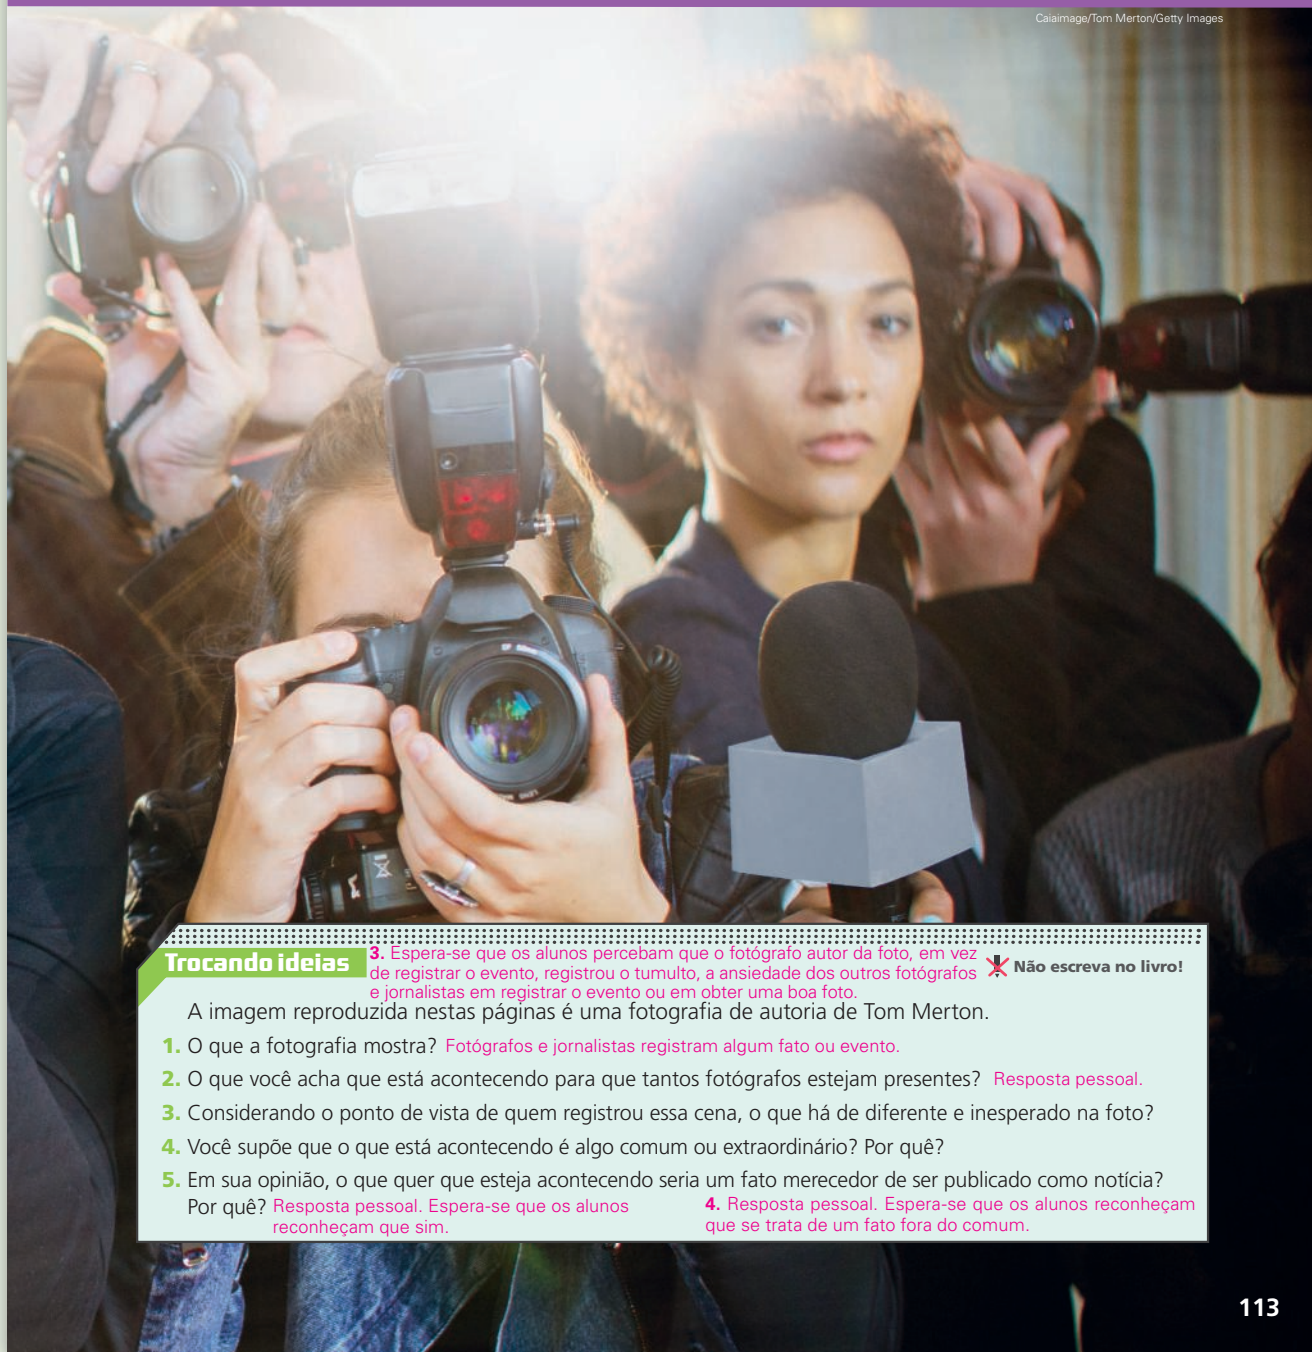 Caiaimage/Tom Merton/Getty Images
Trocando ideias
3. Espera-se que os alunos percebam que o fotógrafo autor da foto, em vez
de registrar o evento, registrou o tumulto, a ansiedade dos outros fotógrafos
e jornalistas em registrar o evento ou em obter uma boa foto.
Não escreva no livro!
A imagem reproduzida nestas páginas é uma fotografia de autoria de Tom Merton.
1. O que a fotografia mostra? Fotógrafos e jornalistas registram algum fato ou evento.
2. O que você acha que está acontecendo para que tantos fotógrafos estejam presentes? Resposta pessoal.
3. Considerando o ponto de vista de quem registrou essa cena, o que há de diferente e inesperado na foto?
4. Você supõe que o que está acontecendo é algo comum ou extraordinário? Por quê?
5. Em sua opinião, o que quer que esteja acontecendo seria um fato merecedor de ser publicado como notícia?
Por quê? Resposta pessoal. Espera-se que os alunos
reconheçam que sim.
4. Resposta pessoal. Espera-se que os alunos reconheçam
que se trata de um fato fora do comum.
113